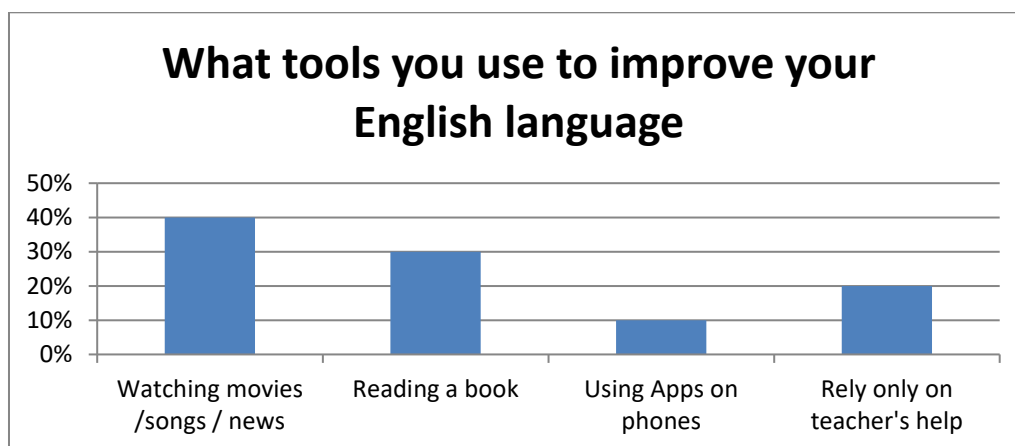 What tools you use to improve your
English language
50%
40%
30%
20%
10%
0%
Watching movies
/songs / news
Reading a book
Using Apps on
phones
Rely only on
teacher's help